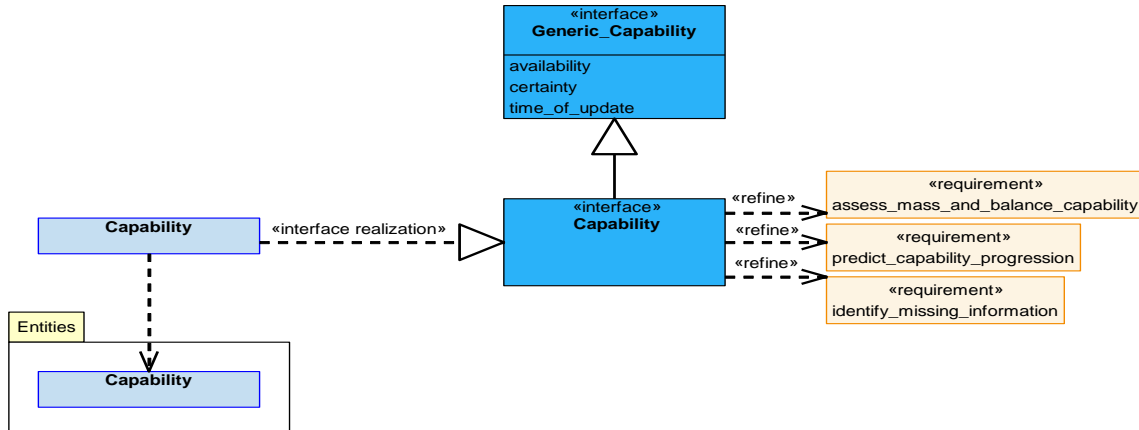 «interface»
Generic_Capability
availability
certainty
time_of_update
Capability
«interface realization»
«interface»
Capability
«refine»
«refine»
«refine»
«requirement»
assess_mass_and_balance_capability
«requirement»
predict_capability_progression
«requirement»
identify_missing_information
Entities
Capability